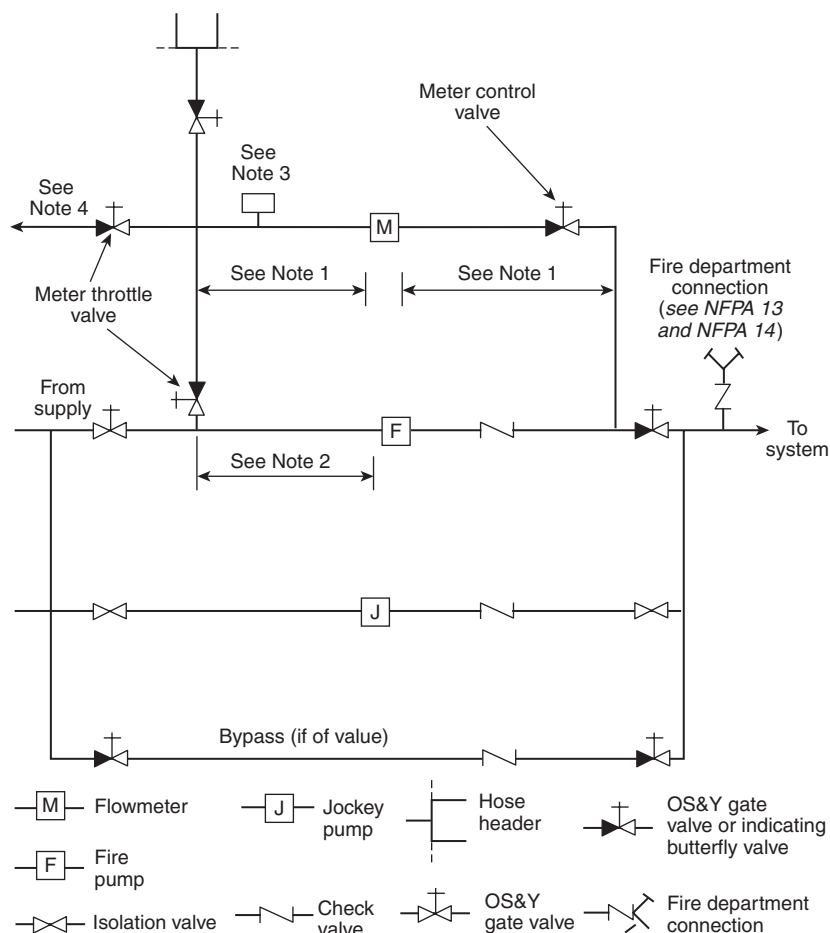 Meter control
valve
See
Note 3
See
Note 4
M
See Note 1
See Note 1
Meter throttle
valve
Fire department
connection
(see NFPA 13
and NFPA 14)
From
supply
F
To
system
See Note 2
J
Bypass (if of value)
M Flowmeter
J Jockey
pump
Hose
header
OS&Y gate
valve or indicating
butterfly valve
F Fire
pump
Isolation valve
Check
valve
OS&Y
gate valve
Fire department
connection